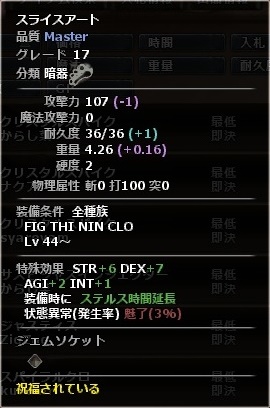 スライスアート
品質 Master
グレード 17
分類 暗器
攻撃力 107 (-1)
魔法攻撃力 0
耐久度 36/36 (+1)
重量 4.26 (+0.16)
硬度 2
物理属性 斬0 打100 突0
装備条件 全種族
FIG THI NIN CLO
Lv 44～
特殊効果 STR+6 DEX+7
AGI+2 INT+1
装備時に ステルス時間延長
状態異常(発生率) 魅了(3%)
ジェムソケット
祝福されている